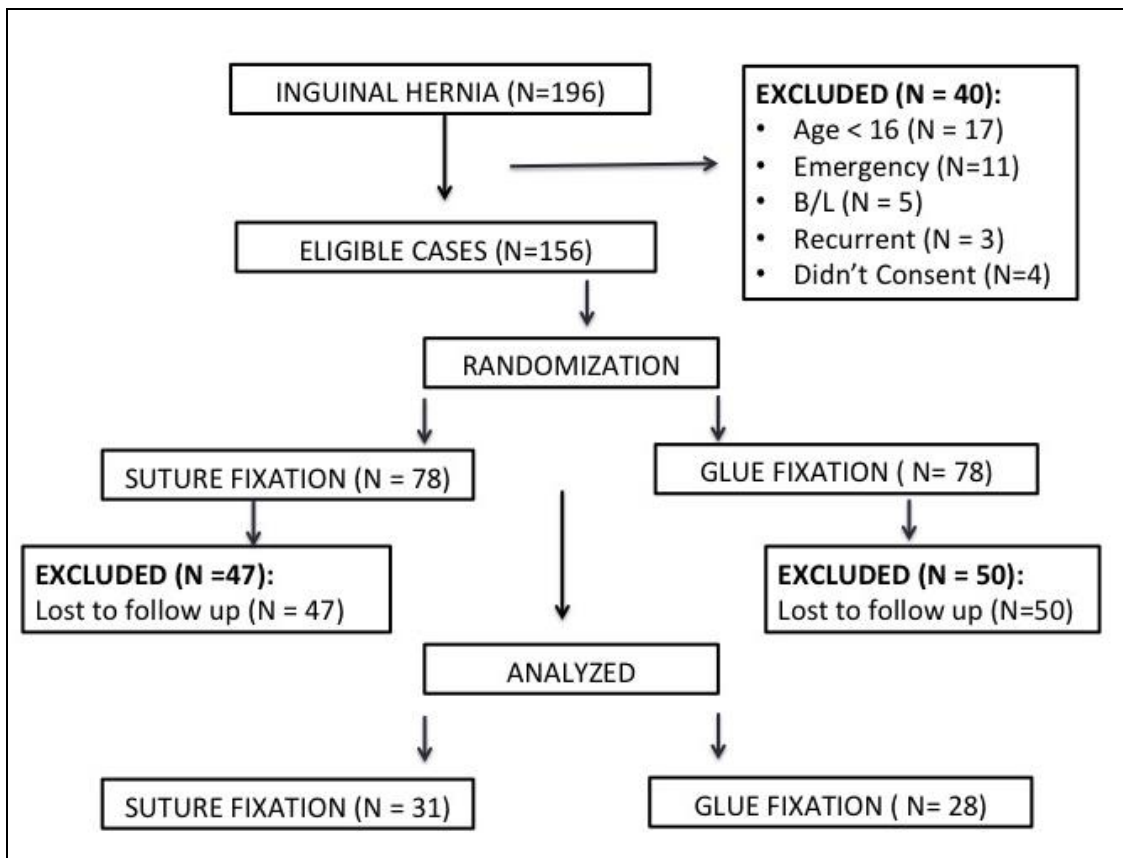 INGUINAL HERNIA (N=196)
EXCLUDED (N = 40):
• Age < 16 (N = 17)
• Emergency (N=11)
• B/L (N = 5)
• Recurrent (N = 3)
• Didn’t Consent (N=4)
ELIGIBLE CASES (N=156)
RANDOMIZATION
SUTURE FIXATION (N = 78)
GLUE FIXATION ( N= 78)
EXCLUDED (N =47):
Lost to follow up (N = 47)
EXCLUDED (N = 50):
Lost to follow up (N=50)
ANALYZED
SUTURE FIXATION (N = 31)
GLUE FIXATION ( N= 28)